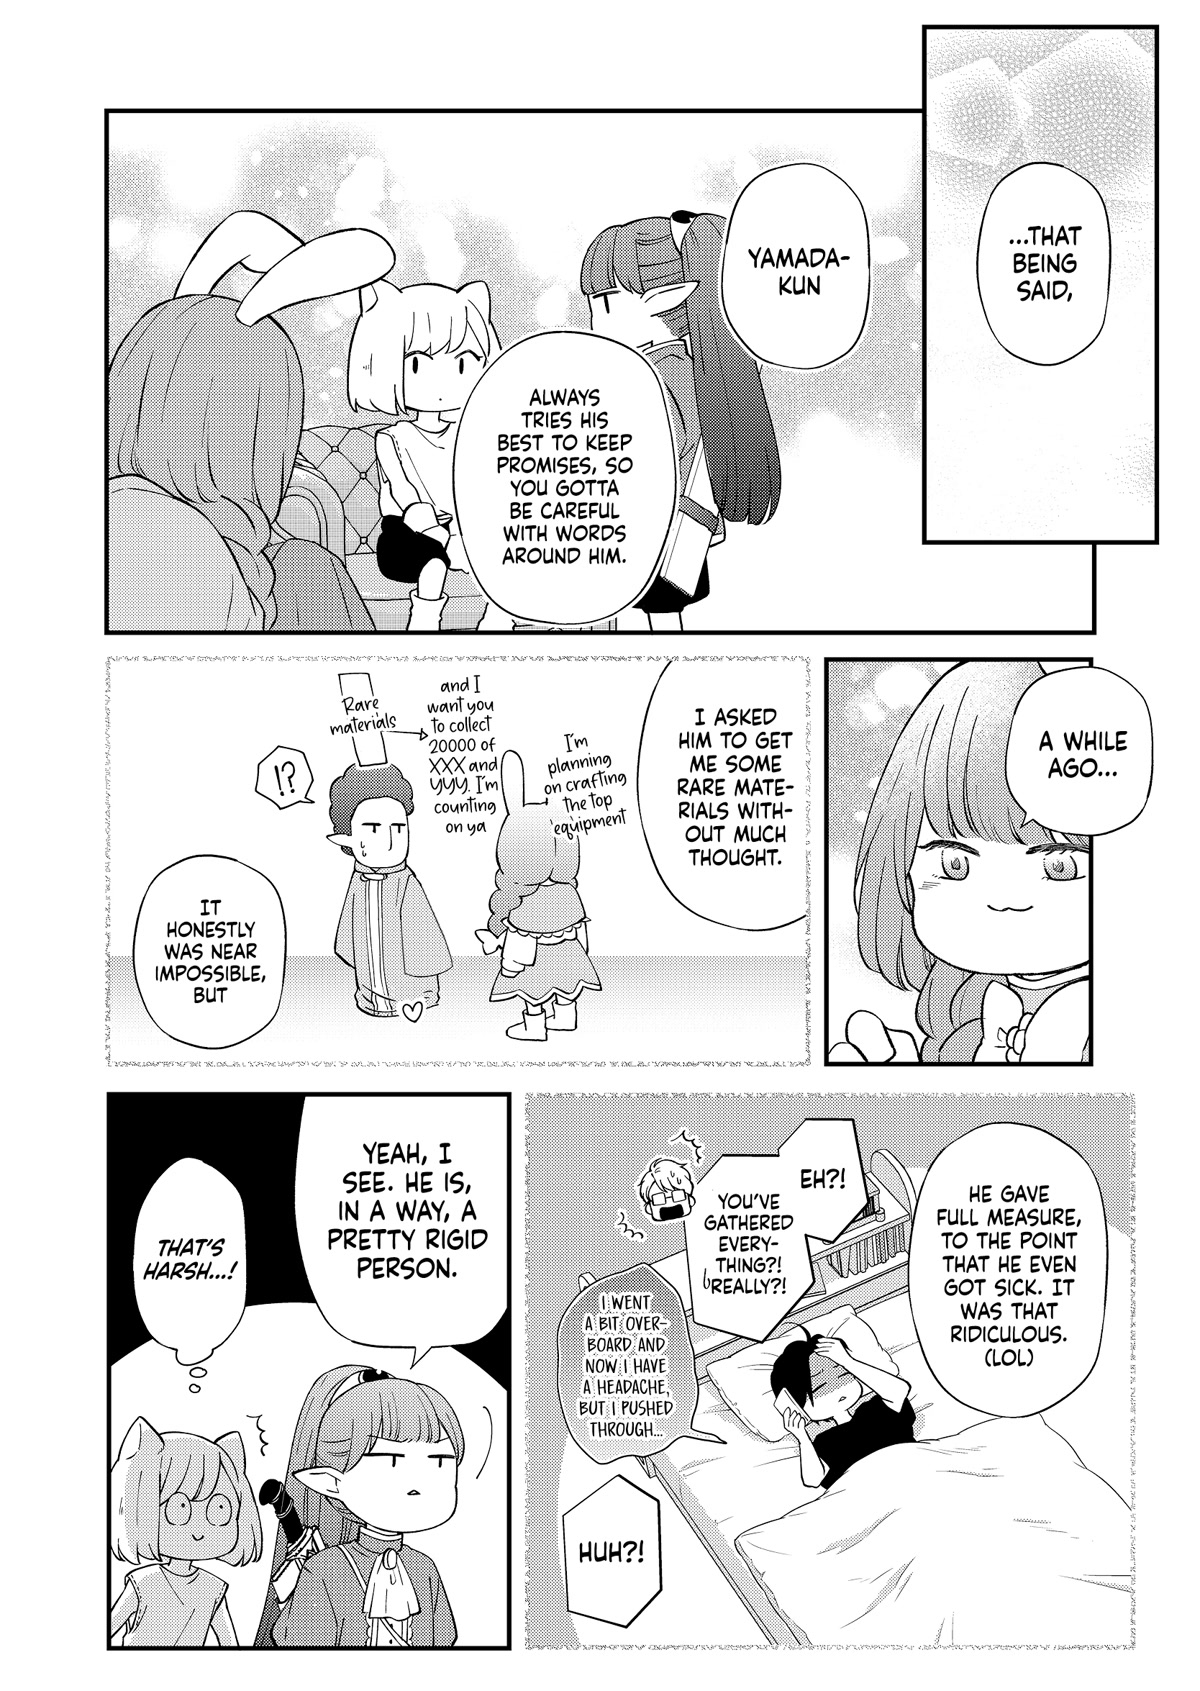 ...THAT
BEING
SAID,
YAMADA-
KUN
ALWAYS
TRIES HIS
BEST TO KEEP
PROMISES, SO
YOU GOTTA
BE CAREFUL
WITH WORDS
AROUND HIM.
A WHILE
AGO...
I ASKED
HIM TO GET
ME SOME
RARE MATE-
RIALS WITH-
OUT MUCH
THOUGHT.
I'm
planning
on crafting
the top
equipment
and I
want you
to collect
20000 of
XXX and
YYY. I'm
counting
on ya
Rare
materials
!?
IT
HONESTLY
WAS NEAR
IMPOSSIBLE,
BUT
HE GAVE
FULL MEASURE,
TO THE POINT
THAT HE EVEN
GOT SICK. IT
WAS THAT
RIDICULOUS.
(LOL)
EH?!
YOU'VE
GATHERED
EVERY-
THING?!
REALLY?!
I WENT
A BIT OVER-
BOARD AND
NOW I HAVE
A HEADACHE,
BUT I PUSHED
THROUGH...
HUH?!
YEAH, I
SEE. HE IS,
IN A WAY, A
PRETTY RIGID
PERSON.
THAT'S
HARSH...!